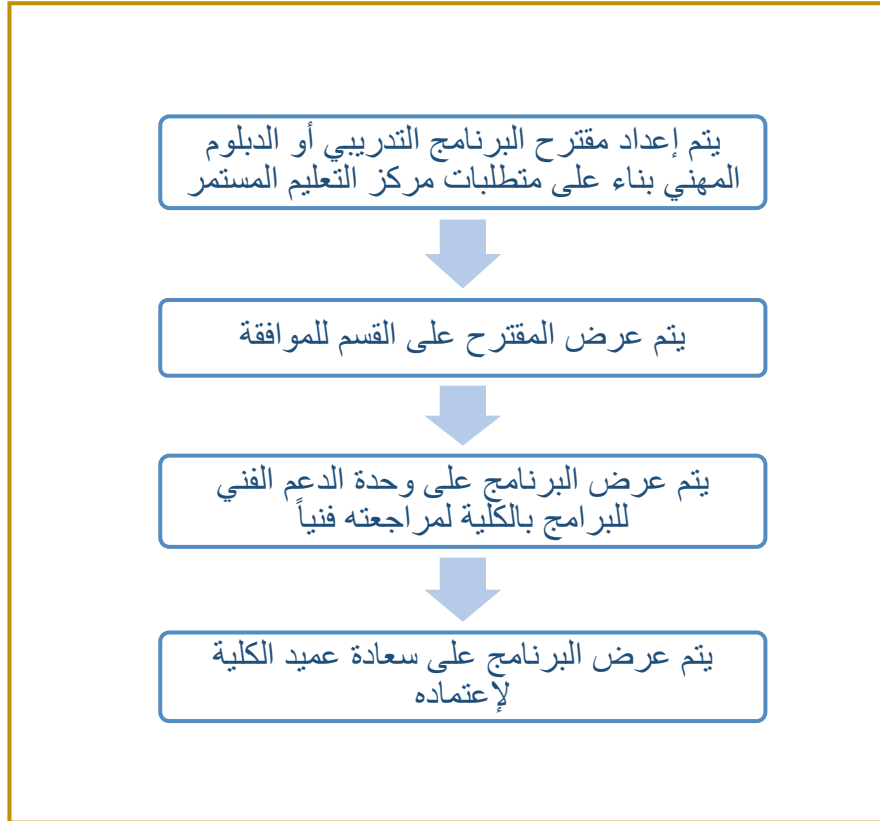 يتم إعداد مقترح البرنامج التدريبي أو الدبلوم
المهني بناء على متطلبات مركز التعليم المستمر
يتم عرض المقترح على القسم للموافقة
يتم عرض البرنامج على وحدة الدعم الفني
للبرامج بالكلية لمراجعته فنياً
يتم عرض البرنامج على سعادة عميد الكلية
لإعتماده